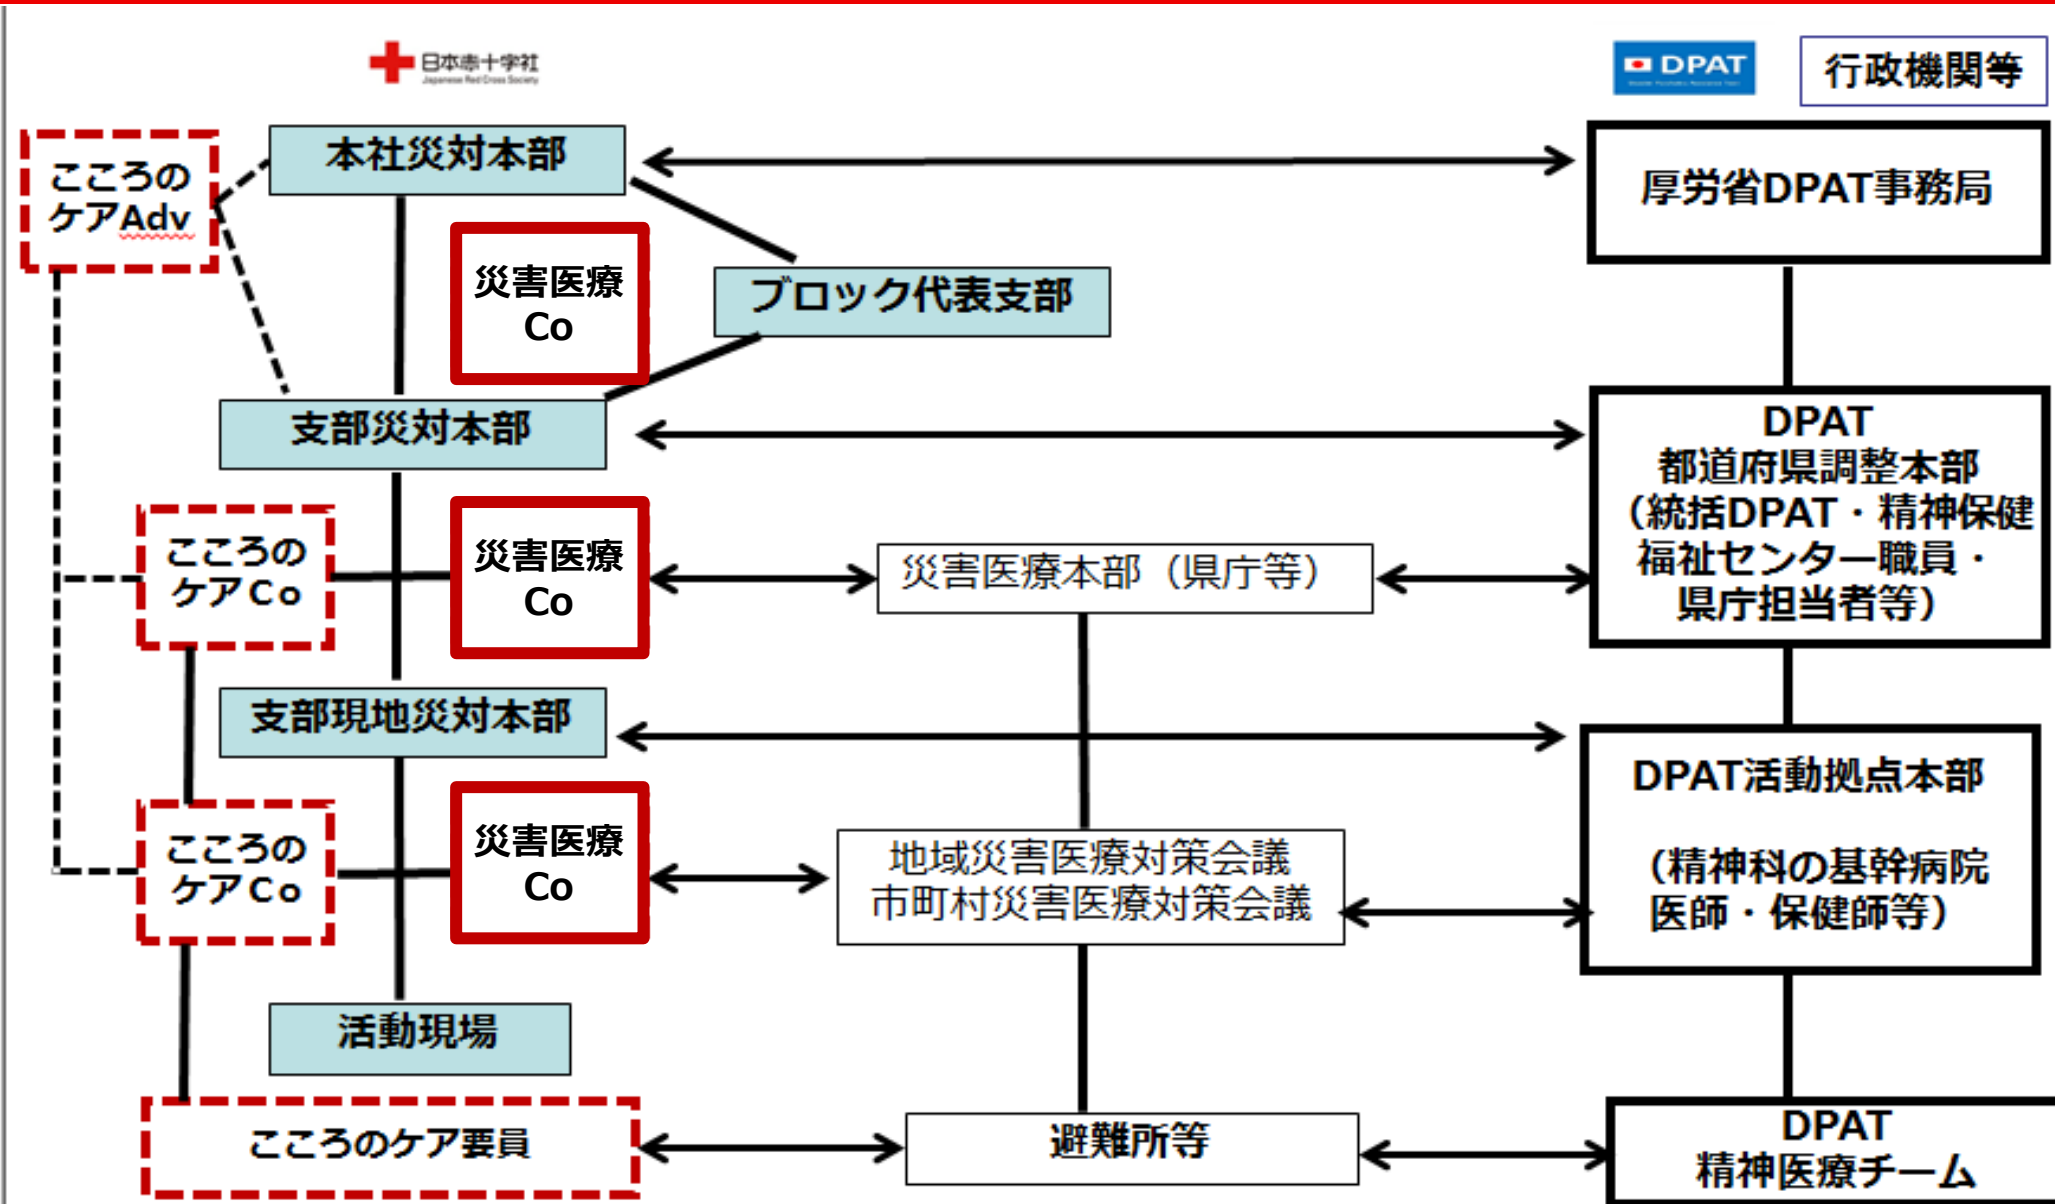 日本赤十字社
Japanese Red Cross Society
DPAT
行政機関等
こころの
ケアAdv
本社災対本部
厚労省DPAT事務局
災害医療
Co
ブロック代表支部
支部災対本部
DPAT
都道府県調整本部
（統括DPAT・精神保健
福祉センター職員・
県庁担当者等）
こころの
ケアCo
災害医療
Co
災害医療本部（県庁等）
支部現地災対本部
DPAT活動拠点本部
（精神科の基幹病院
医師・保健師等）
こころの
ケアCo
災害医療
Co
地域災害医療対策会議
市町村災害医療対策会議
活動現場
こころのケア要員
避難所等
DPAT
精神医療チーム